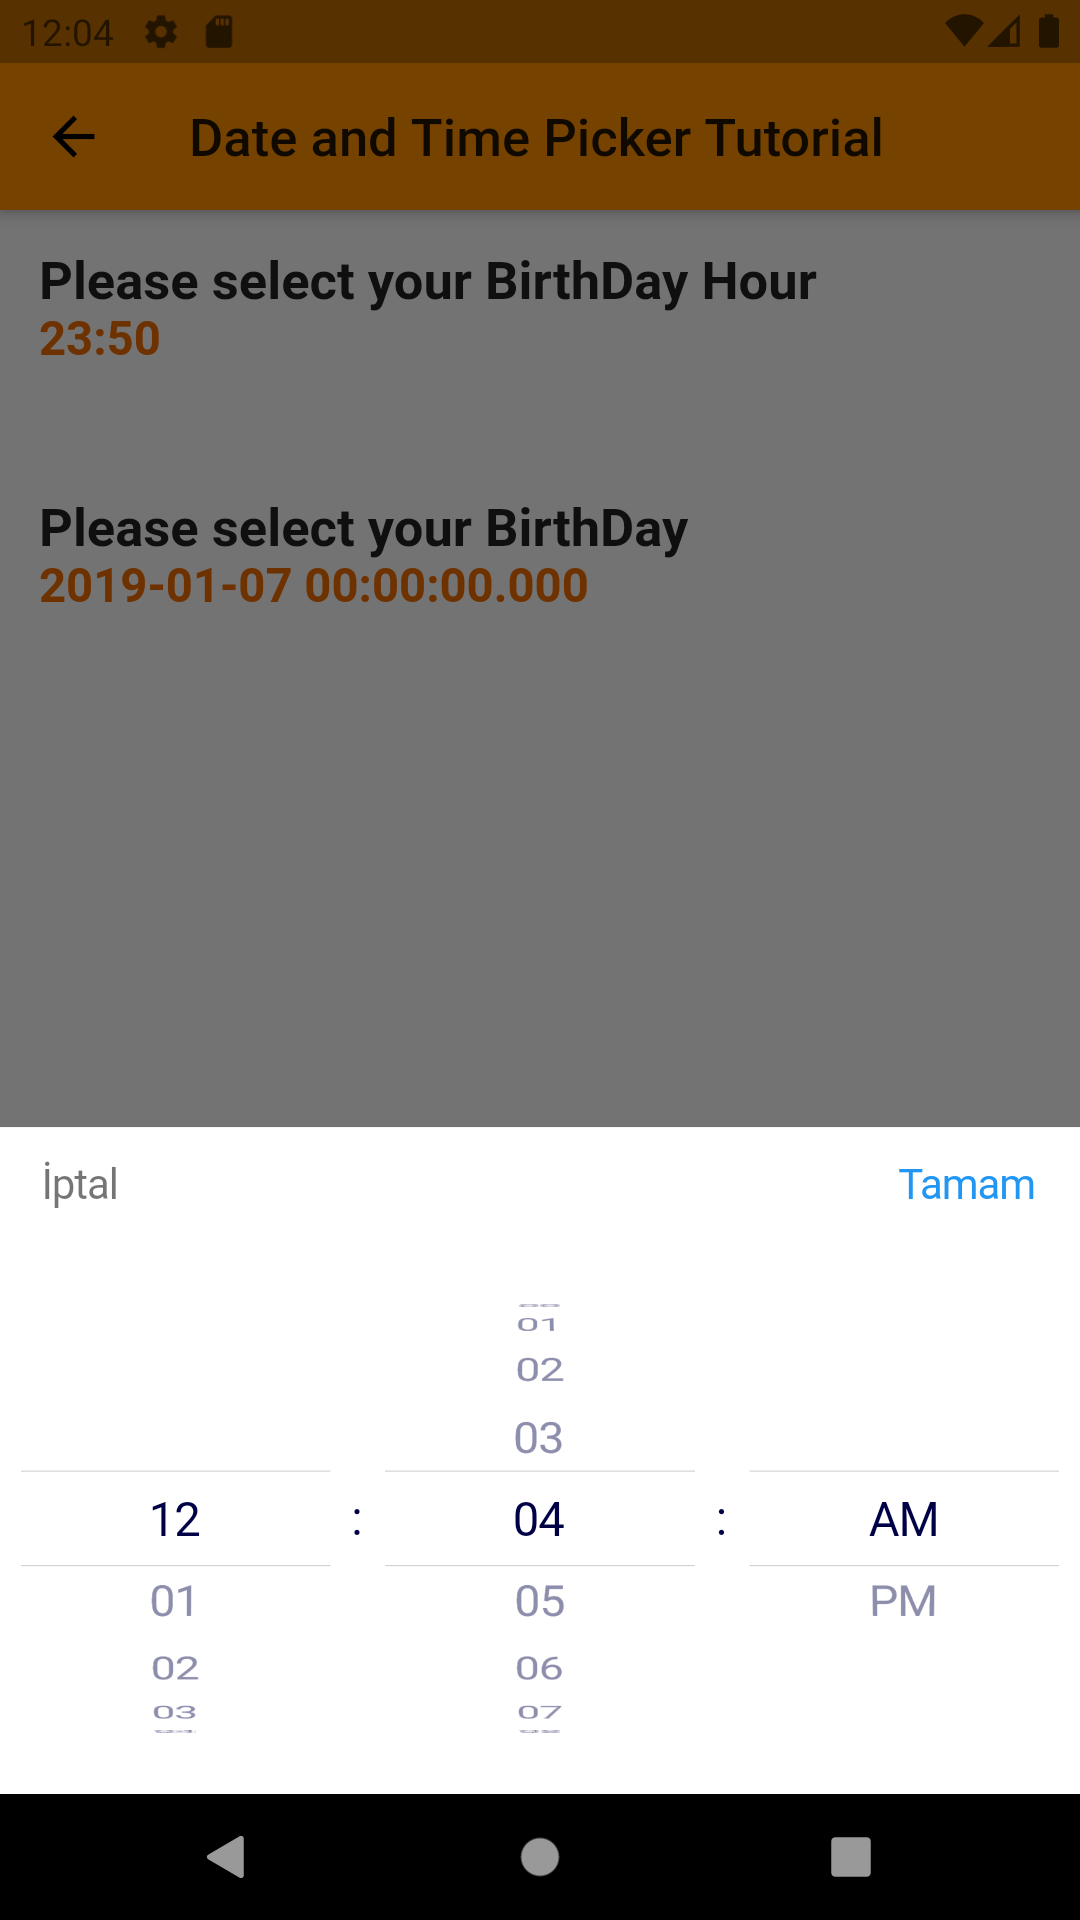 12:04
Date and Time Picker Tutorial
Please select your BirthDay Hour
23:50
Please select your BirthDay
2019-01-07 00:00:00.000
İptal Tamam
01
02
03
12 : 04 : AM
01 05 PM
02 06
03 07